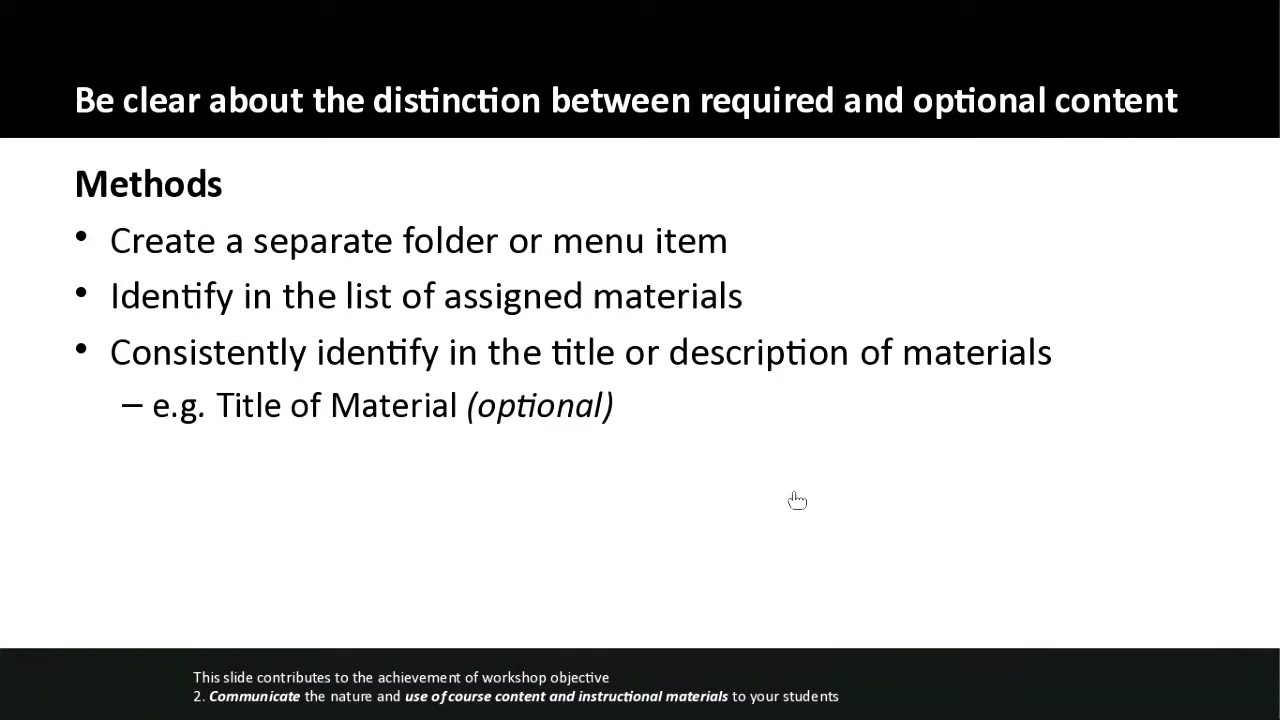 Be clear about the distinction between required and optional content
Methods
• Create a separate folder or menu item
• Identify in the list of assigned materials
• Consistently identify in the title or description of materials
– e.g. Title of Material (optional)
This slide contributes to the achievement of workshop objective
2. Communicate the nature and use of course content and instructional materials to your students